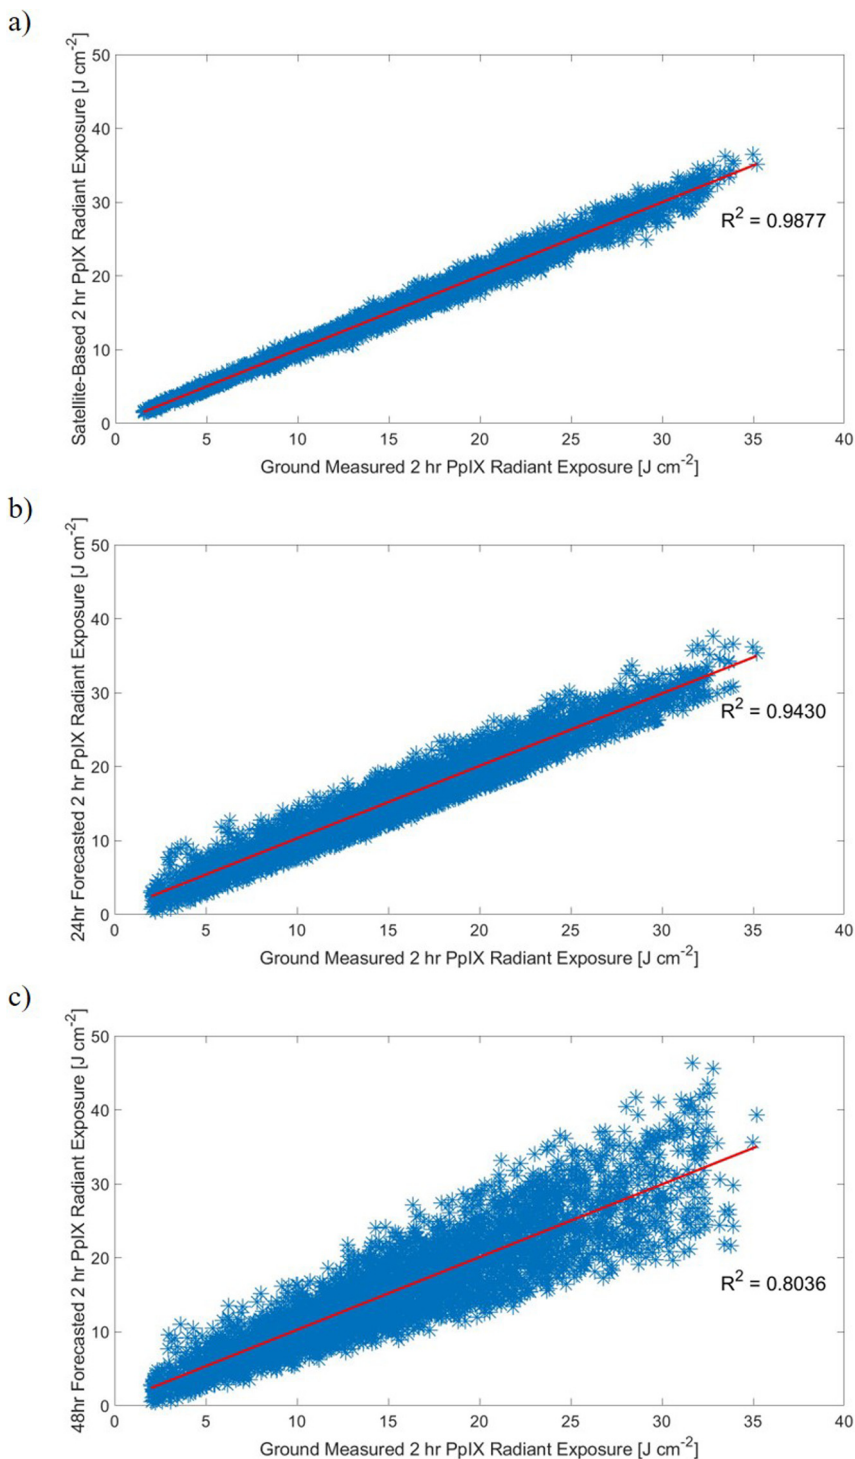 a)
Satellite-Based 2 hr PpIX Radiant Exposure [J cm⁻²]
50
40
30
20
10
0
R² = 0.9877
0 5 10 15 20 25 30 35 40
Ground Measured 2 hr PpIX Radiant Exposure [J cm⁻²]
b)
24hr Forecasted 2 hr PpIX Radiant Exposure [J cm⁻²]
50
40
30
20
10
0
R² = 0.9430
0 5 10 15 20 25 30 35 40
Ground Measured 2 hr PpIX Radiant Exposure [J cm⁻²]
c)
48hr Forecasted 2 hr PpIX Radiant Exposure [J cm⁻²]
50
40
30
20
10
0
R² = 0.8036
0 5 10 15 20 25 30 35 40
Ground Measured 2 hr PpIX Radiant Exposure [J cm⁻²]